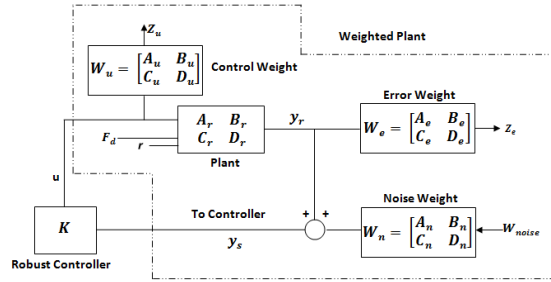 Z_u
Weighted Plant
W_u = [A_u B_u
C_u D_u]
Control Weight
Error Weight
A_r B_r
C_r D_r
y_r
W_e = [A_e B_e
C_e D_e]
Z_e
F_d
r
Plant
u
Noise Weight
+ +
To Controller
K
y_s
W_n = [A_n B_n
C_n D_n]
W_noise
Robust Controller